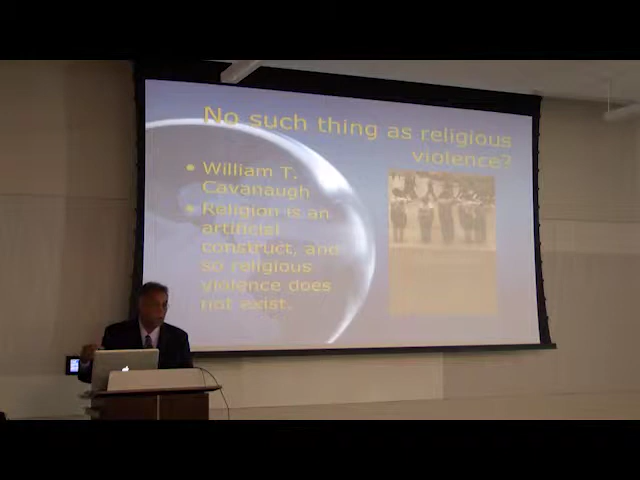 No such thing as religious
violence?
• William T.
Cavanaugh
• Religion is an
artificial
construct, and
so religious
violence does
not exist.